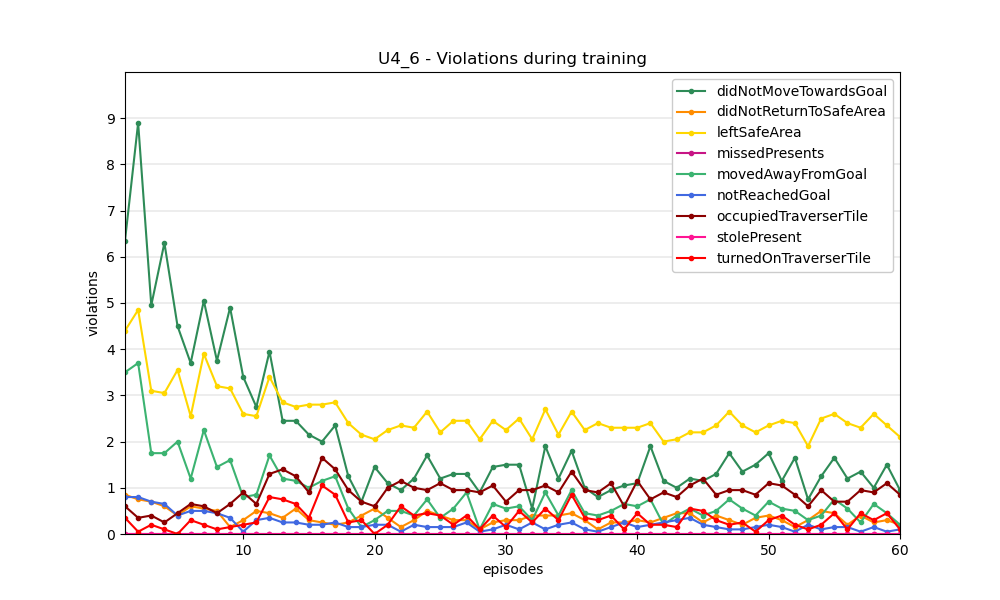 U4_6 - Violations during training
violations
9
8
7
6
5
4
3
2
1
0
didNotMoveTowardsGoal
didNotReturnToSafeArea
leftSafeArea
missedPresents
movedAwayFromGoal
notReachedGoal
occupiedTraverserTile
stolePresent
turnedOnTraverserTile
10 20 30 40 50 60
episodes